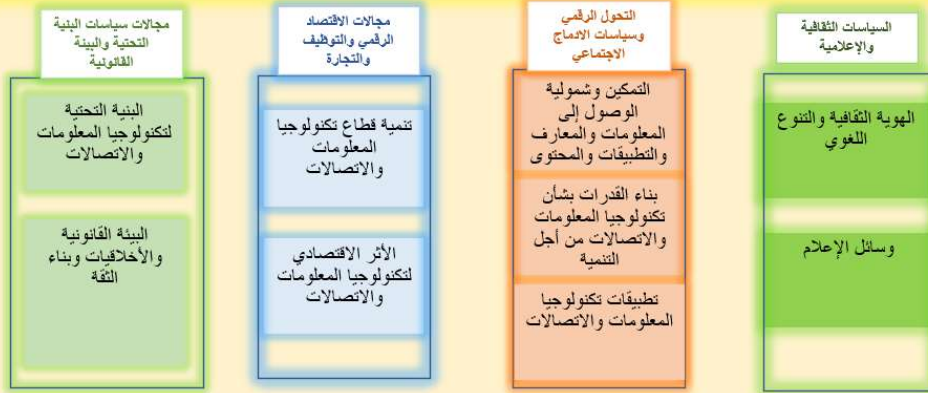 السياسات الثقافية
والإعلامية
الهوية الثقافية والتنوع
اللغوي
وسائل الإعلام
التحول الرقمي
وسياسات الادماج
الاجتماعي
التمكين وشمولية
الوصول إلى
المعلومات والمعارف
والتطبيقات والمحتوى
بناء القدرات بشأن
تكنولوجيا المعلومات
والاتصالات من أجل
التنمية
تطبيقات تكنولوجيا
المعلومات والاتصالات
مجالات الاقتصاد
الرقمي والتوظيف
والتجارة
تنمية قطاع تكنولوجيا
المعلومات
والاتصالات
الأثر الاقتصادي
لتكنولوجيا المعلومات
والاتصالات
مجالات سياسات البنية
التحتية والبينة
القانونية
البنية التحتية
لتكنولوجيا المعلومات
والاتصالات
البيئة القانونية
والأخلاقيات وبناء
الثقة